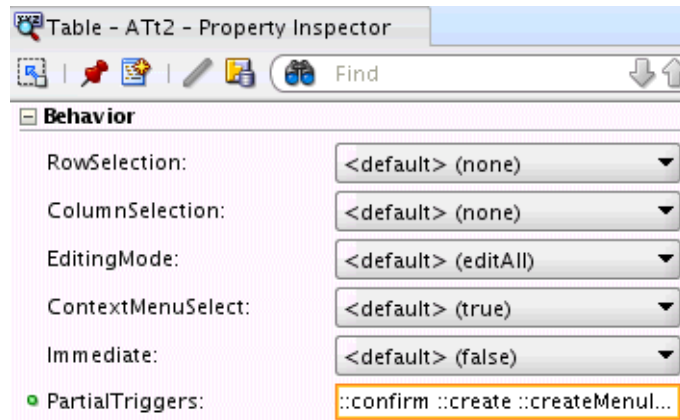 Table - ATt2 - Property Inspector
Find
Behavior
RowSelection: <default> (none)
ColumnSelection: <default> (none)
EditingMode: <default> (editAll)
ContextMenuSelect: <default> (true)
Immediate: <default> (false)
PartialTriggers: ::confirm ::create ::createMenuI...